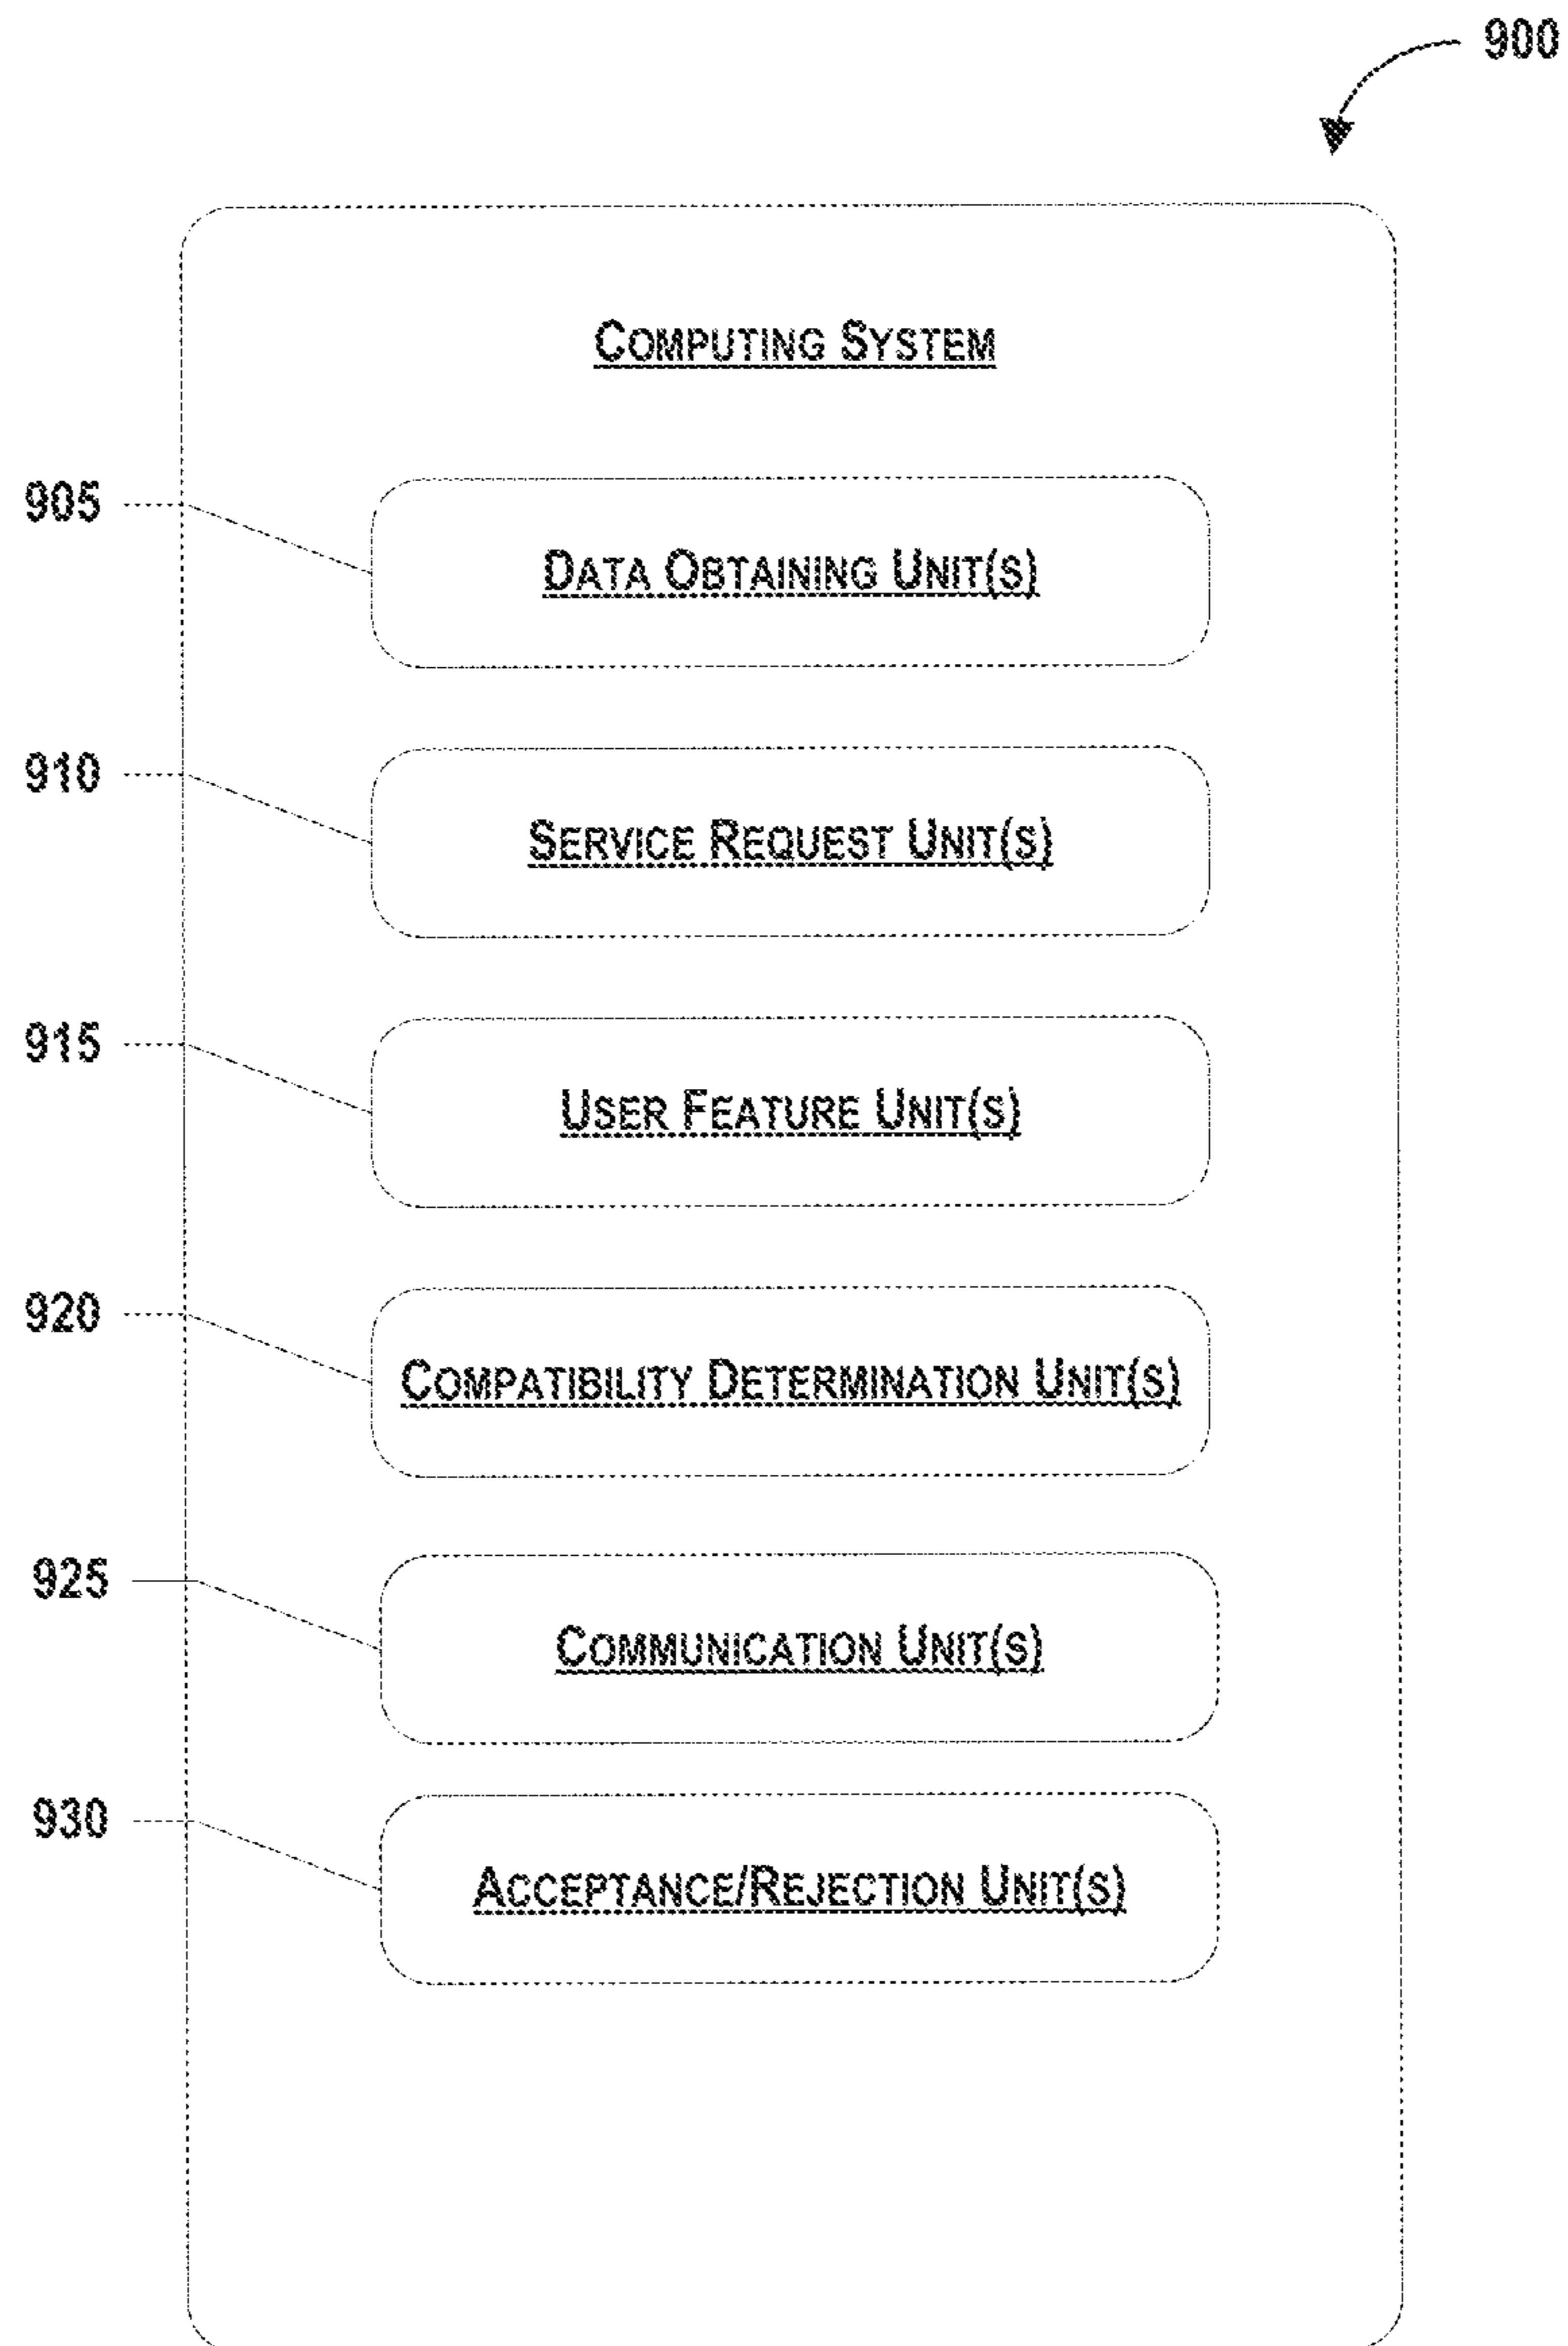 900
COMPUTING SYSTEM
905
DATA OBTAINING UNIT(S)
910
SERVICE REQUEST UNIT(S)
915
USER FEATURE UNIT(S)
920
COMPATIBILITY DETERMINATION UNIT(S)
925
COMMUNICATION UNIT(S)
930
ACCEPTANCE/REJECTION UNIT(S)